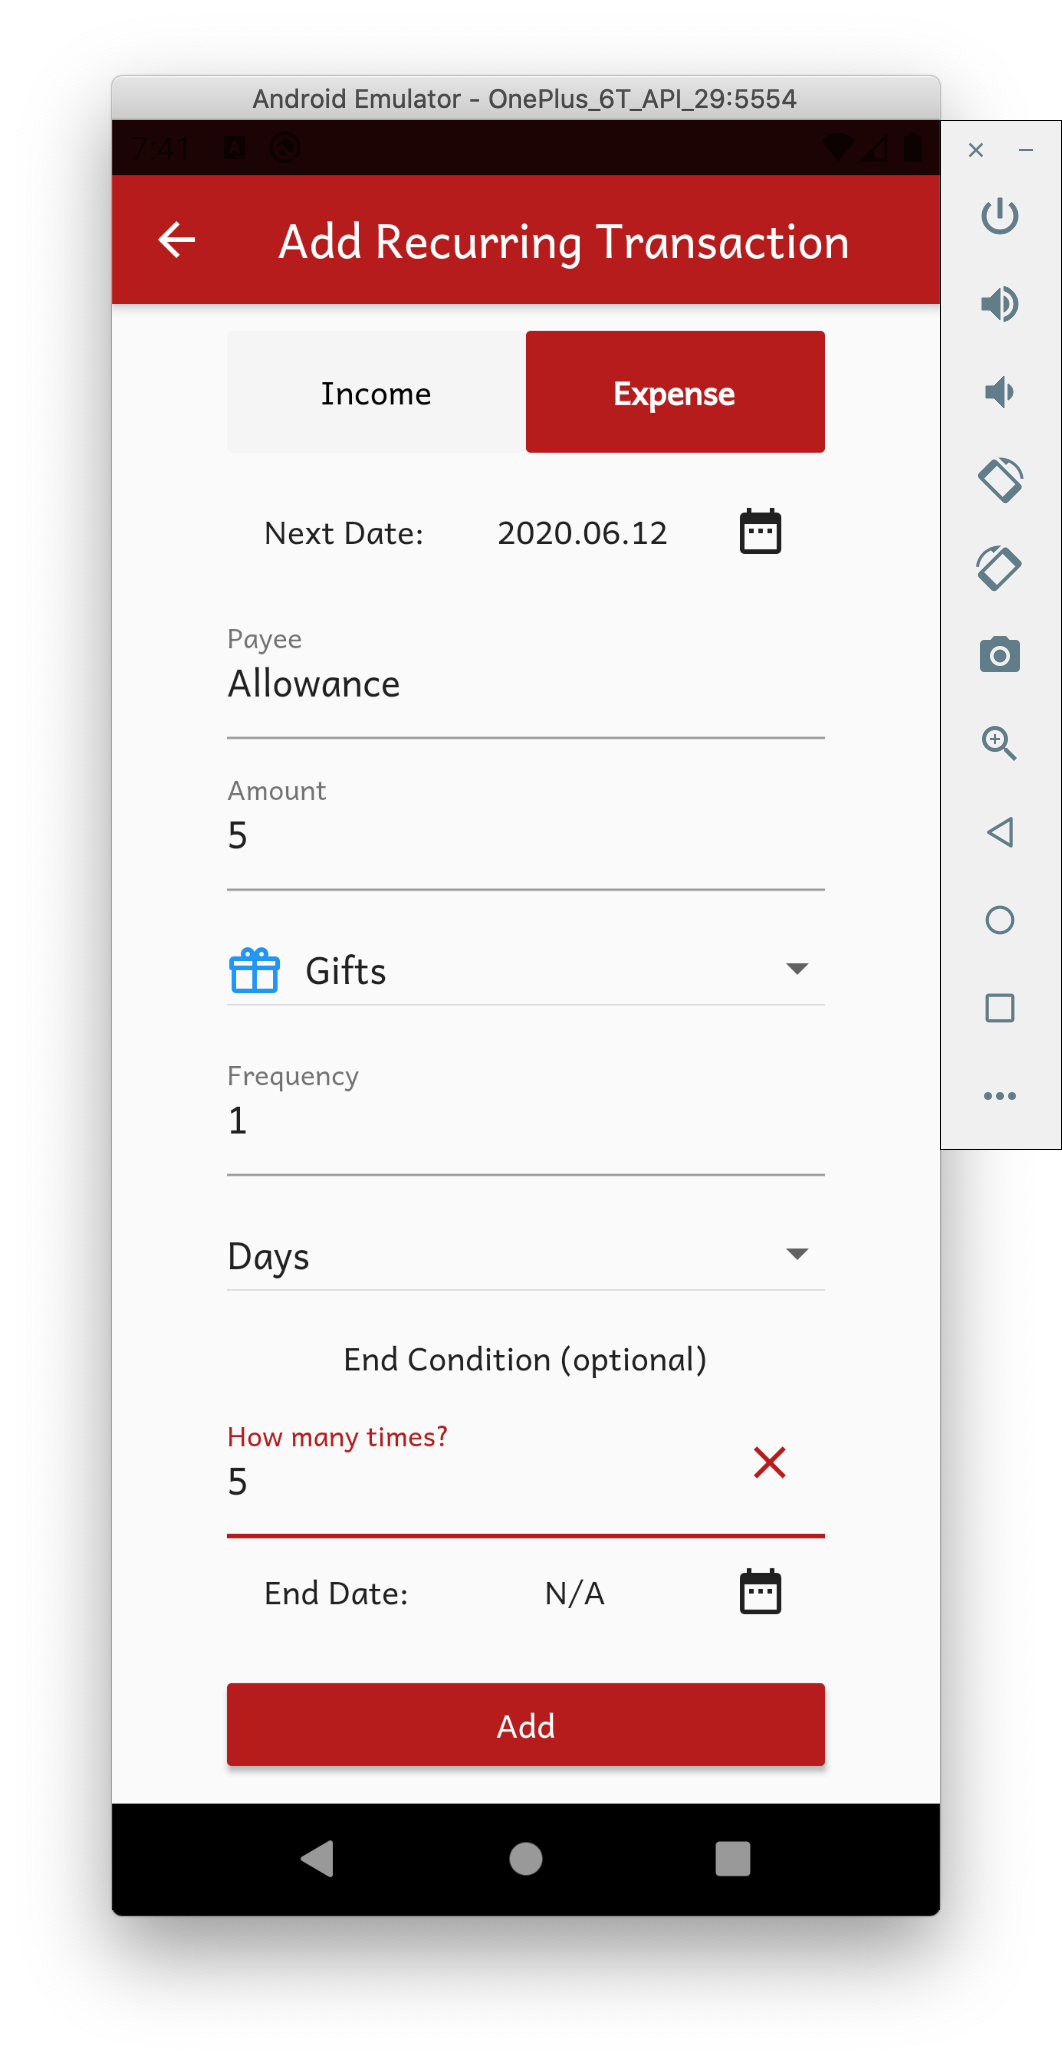 Android Emulator - OnePlus_6T_API_29:5554
7:41
Add Recurring Transaction
Income
Expense
Next Date: 2020.06.12
Payee
Allowance
Amount
5
Gifts
Frequency
1
Days
End Condition (optional)
How many times?
5
End Date: N/A
Add